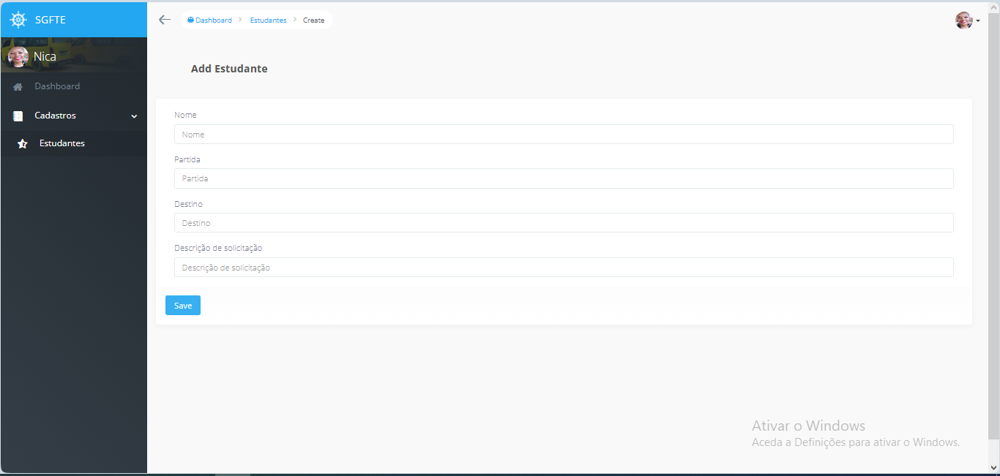 SGFTE
Dashboard > Estudantes > Create
Nica
Add Estudante
Dashboard
Cadastros
Estudantes
Nome
Nome
Partida
Partida
Destino
Destino
Descrição de solicitação
Descrição de solicitação
Save
Ativar o Windows
Aceda a Definições para ativar o Windows.